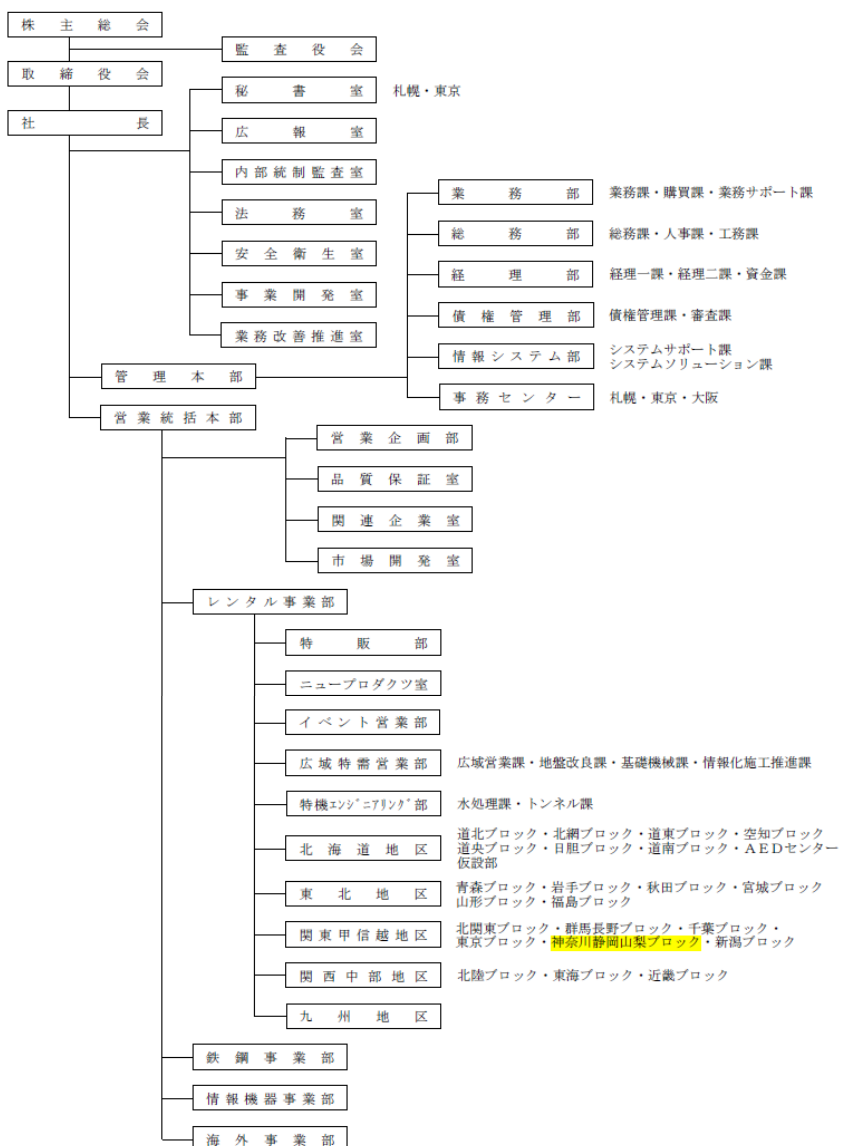 株主総会
監査役会
取締役会
秘書室 札幌・東京
社長
広報室
内部統制監査室
業務部 業務課・購買課・業務サポート課
法務室
総務部 総務課・人事課・工務課
安全衛生室
経理部 経理一課・経理二課・資金課
事業開発室
債権管理部 債権管理課・審査課
業務改善推進室
情報システム部 システムサポート課
システムソリューション課
管理本部
事務センター 札幌・東京・大阪
営業統括本部
営業企画部
品質保証室
関連企業室
市場開発室
レンタル事業部
特販部
ニュープロダクツ室
イベント営業部
広域特需営業部 広域営業課・地盤改良課・基礎機械課・情報化施工推進課
特機ｴﾝｼﾞﾆｱﾘﾝｸﾞ部 水処理課・トンネル課
北海道地区 道北ブロック・北網ブロック・道東ブロック・空知ブロック
道央ブロック・日胆ブロック・道南ブロック・ＡＥＤセンター
仮設部
東北地区 青森ブロック・岩手ブロック・秋田ブロック・宮城ブロック
山形ブロック・福島ブロック
関東甲信越地区 北関東ブロック・群馬長野ブロック・千葉ブロック・
東京ブロック・神奈川静岡山梨ブロック・新潟ブロック
関西中部地区 北陸ブロック・東海ブロック・近畿ブロック
九州地区
鉄鋼事業部
情報機器事業部
海外事業部